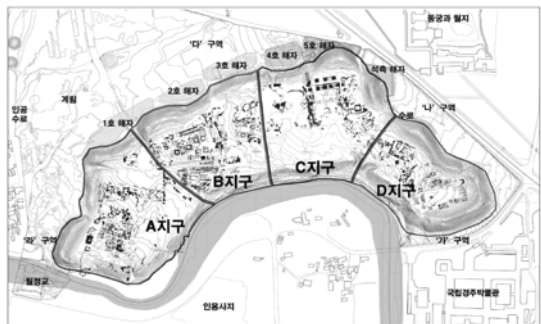 동궁과 월지
'다' 구역
5호 해자
4호 해자
3호 해자
석축 해자
2호 해자
계림
인공
수로
1호 해자
수로
'나' 구역
B지구
C지구
D지구
A지구
'라' 구역
'가' 구역
월정교
인용사지
국립경주박물관